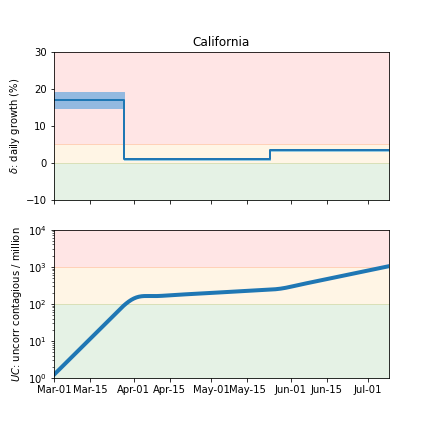 California
δ: daily growth (%)
30
20
10
0
−10
UC: uncorr contagious / million
10⁴
10³
10²
10¹
10⁰
Mar-01 Mar-15 Apr-01 Apr-15 May-01 May-15 Jun-01 Jun-15 Jul-01